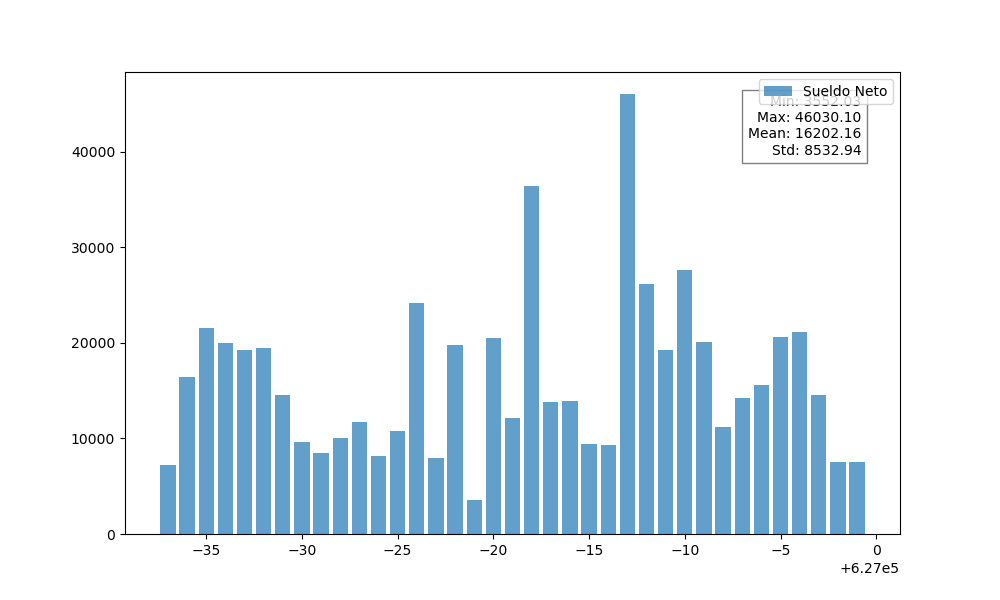 Sueldo Neto
Min: 3552.03
Max: 46030.10
Mean: 16202.16
Std: 8532.94
40000
30000
20000
10000
0
−35 −30 −25 −20 −15 −10 −5 0
+6.27e5